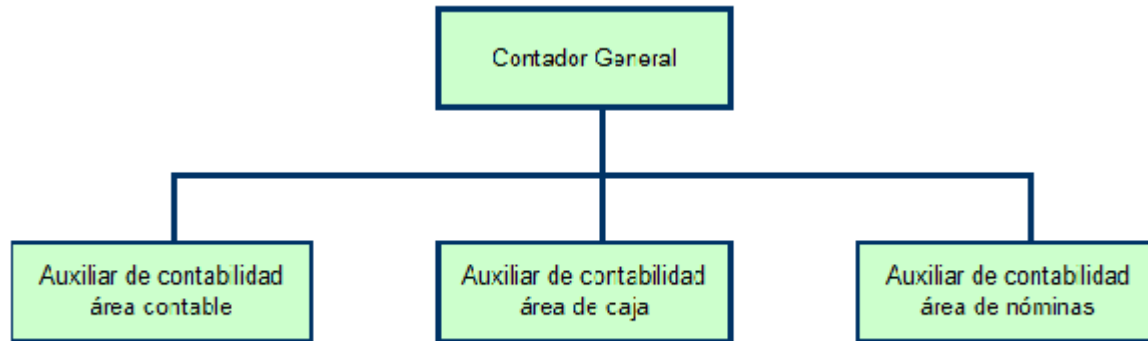 Contador General
Auxiliar de contabilidad
área contable
Auxiliar de contabilidad
área de caja
Auxiliar de contabilidad
área de nóminas